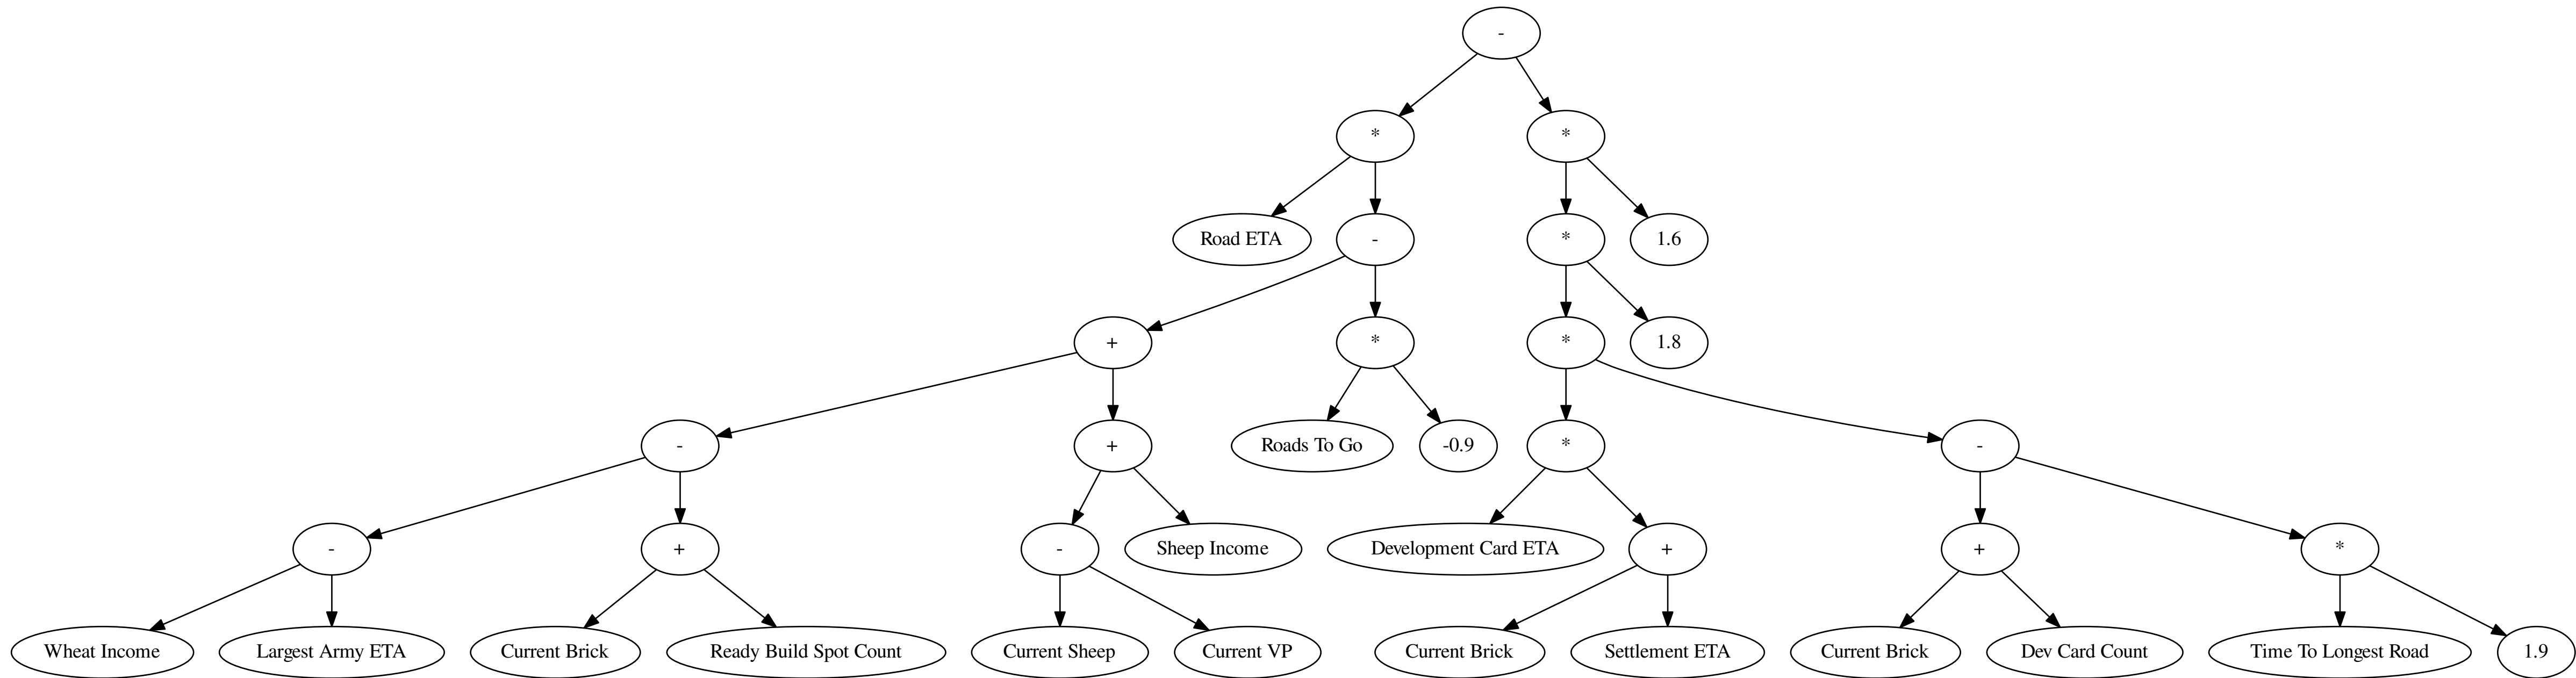 -
*
*
Road ETA
-
*
1.6
+
*
*
1.8
-
+
Roads To Go
-0.9
*
-
-
+
-
Sheep Income
Development Card ETA
+
+
*
Wheat Income
Largest Army ETA
Current Brick
Ready Build Spot Count
Current Sheep
Current VP
Current Brick
Settlement ETA
Current Brick
Dev Card Count
Time To Longest Road
1.9